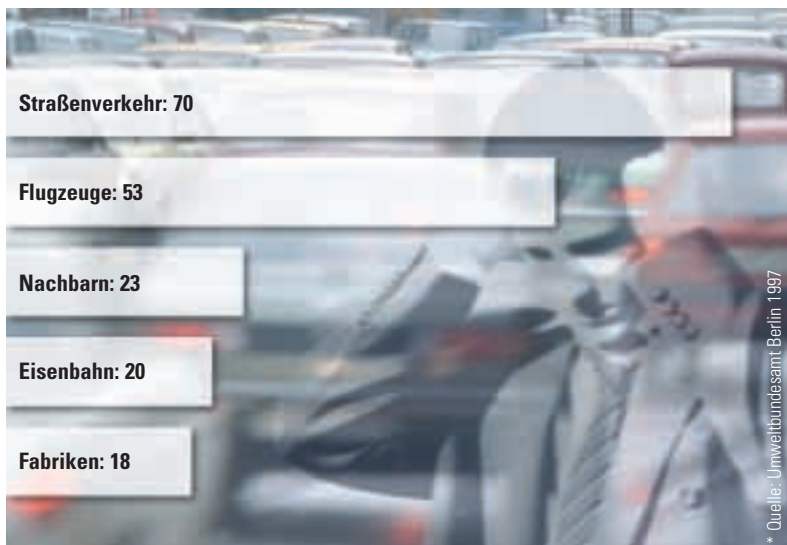 Straßenverkehr: 70
Flugzeuge: 53
Nachbarn: 23
Eisenbahn: 20
Fabriken: 18
* Quelle: Umweltbundesamt Berlin 1997